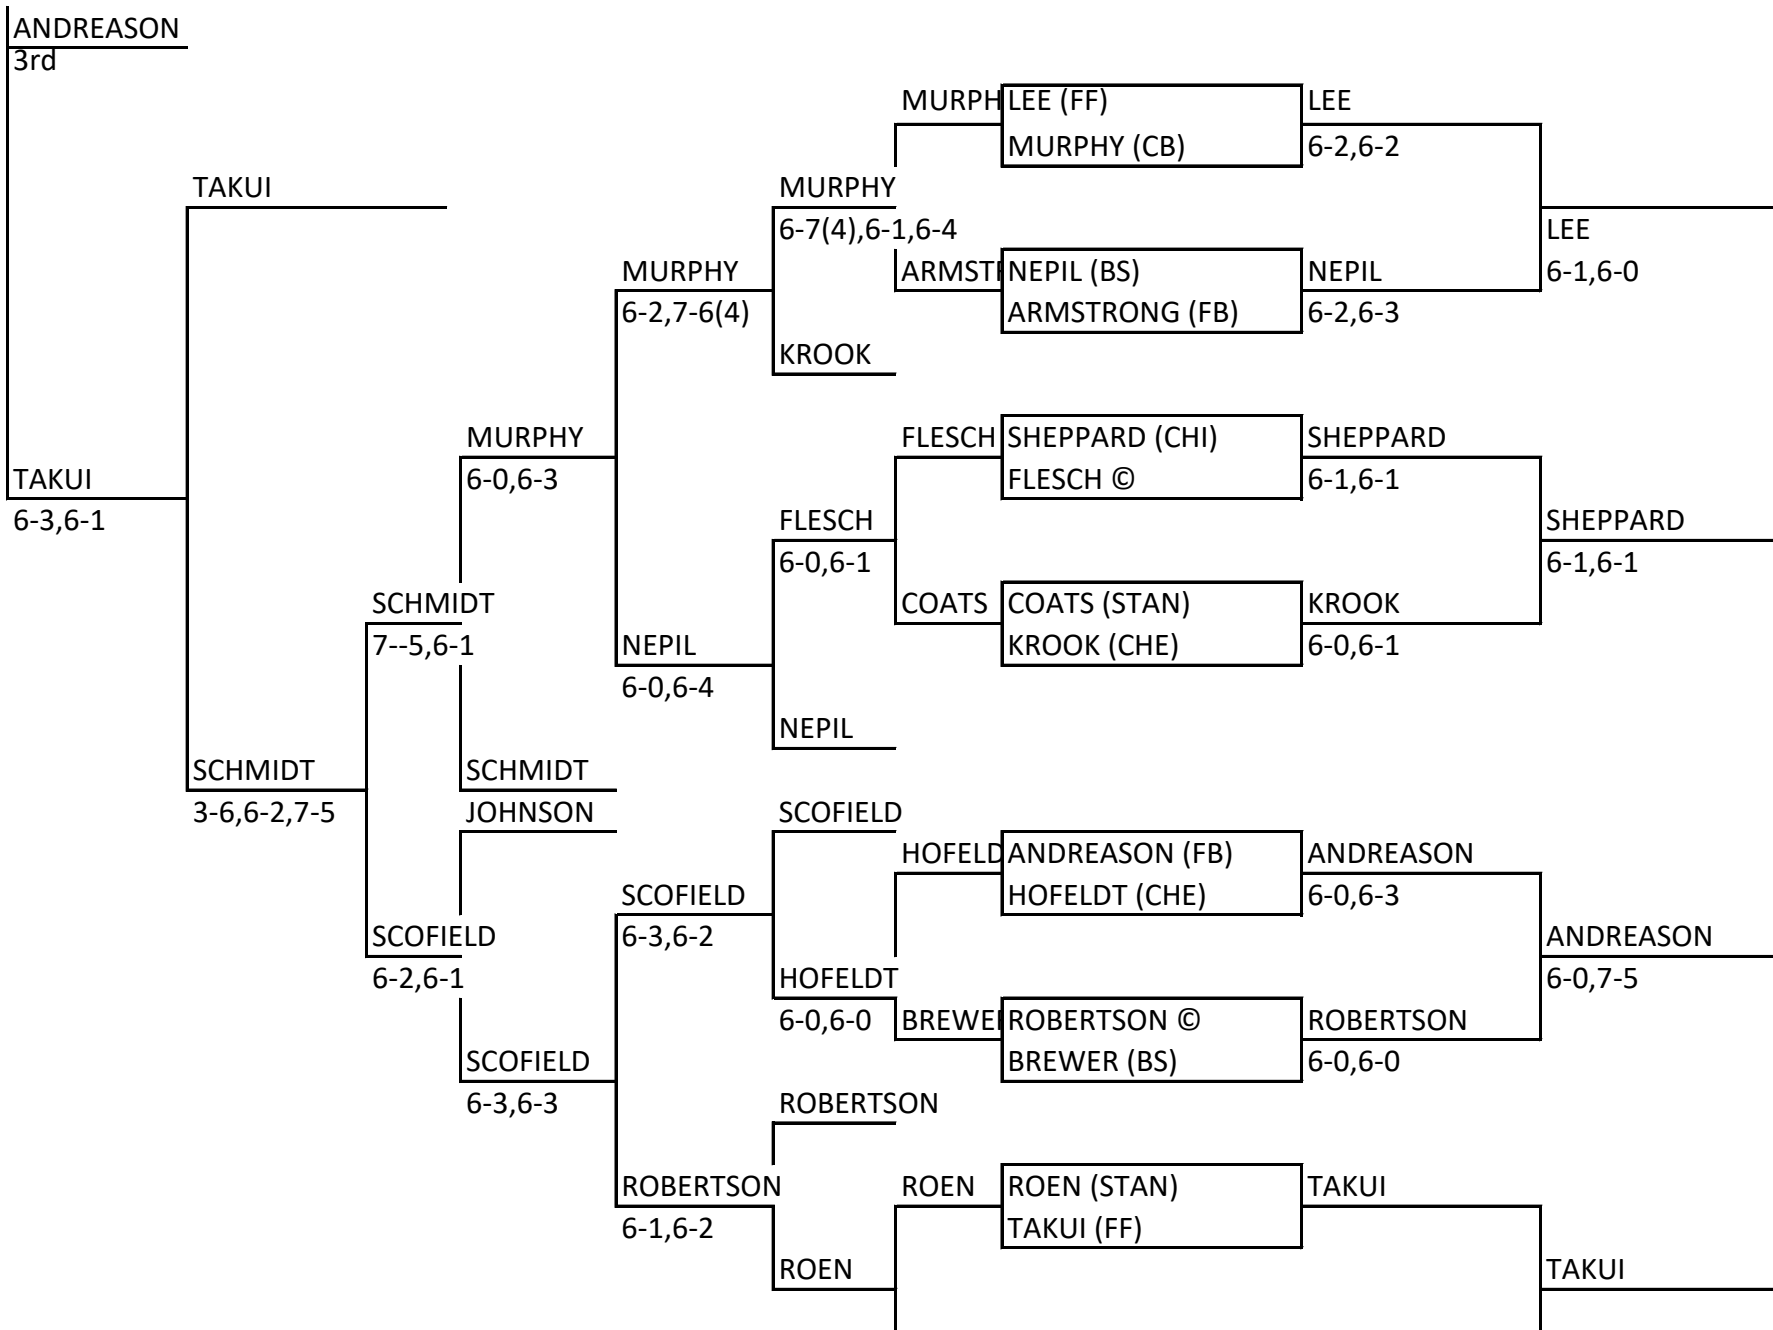 ANDREASON
3rd
MURPH LEE (FF) LEE
MURPHY (CB) 6-2,6-2
TAKUI MURPHY
6-7(4),6-1,6-4 LEE
MURPHY ARMSTR NEPIL (BS) NEPIL 6-1,6-0
6-2,7-6(4) ARMSTRONG (FB) 6-2,6-3
KROOK
MURPHY FLESCH SHEPPARD (CHI) SHEPPARD
TAKUI 6-0,6-3 FLESCH © 6-1,6-1
6-3,6-1 FLESCH SHEPPARD
6-0,6-1 6-1,6-1
SCHMIDT COATS COATS (STAN) KROOK
7--5,6-1 NEPIL KROOK (CHE) 6-0,6-1
6-0,6-4
NEPIL
SCHMIDT SCHMIDT
3-6,6-2,7-5 JOHNSON SCOFIELD
HOFELD ANDREASON (FB) ANDREASON
SCOFIELD HOFELDT (CHE) 6-0,6-3
SCOFIELD 6-3,6-2 ANDREASON
6-2,6-1 HOFELDT 6-0,7-5
6-0,6-0 BREWER ROBERTSON © ROBERTSON
SCOFIELD BREWER (BS) 6-0,6-0
6-3,6-3 ROBERTSON
ROBERTSON ROEN ROEN (STAN) TAKUI
6-1,6-2 TAKUI (FF)
ROEN TAKUI